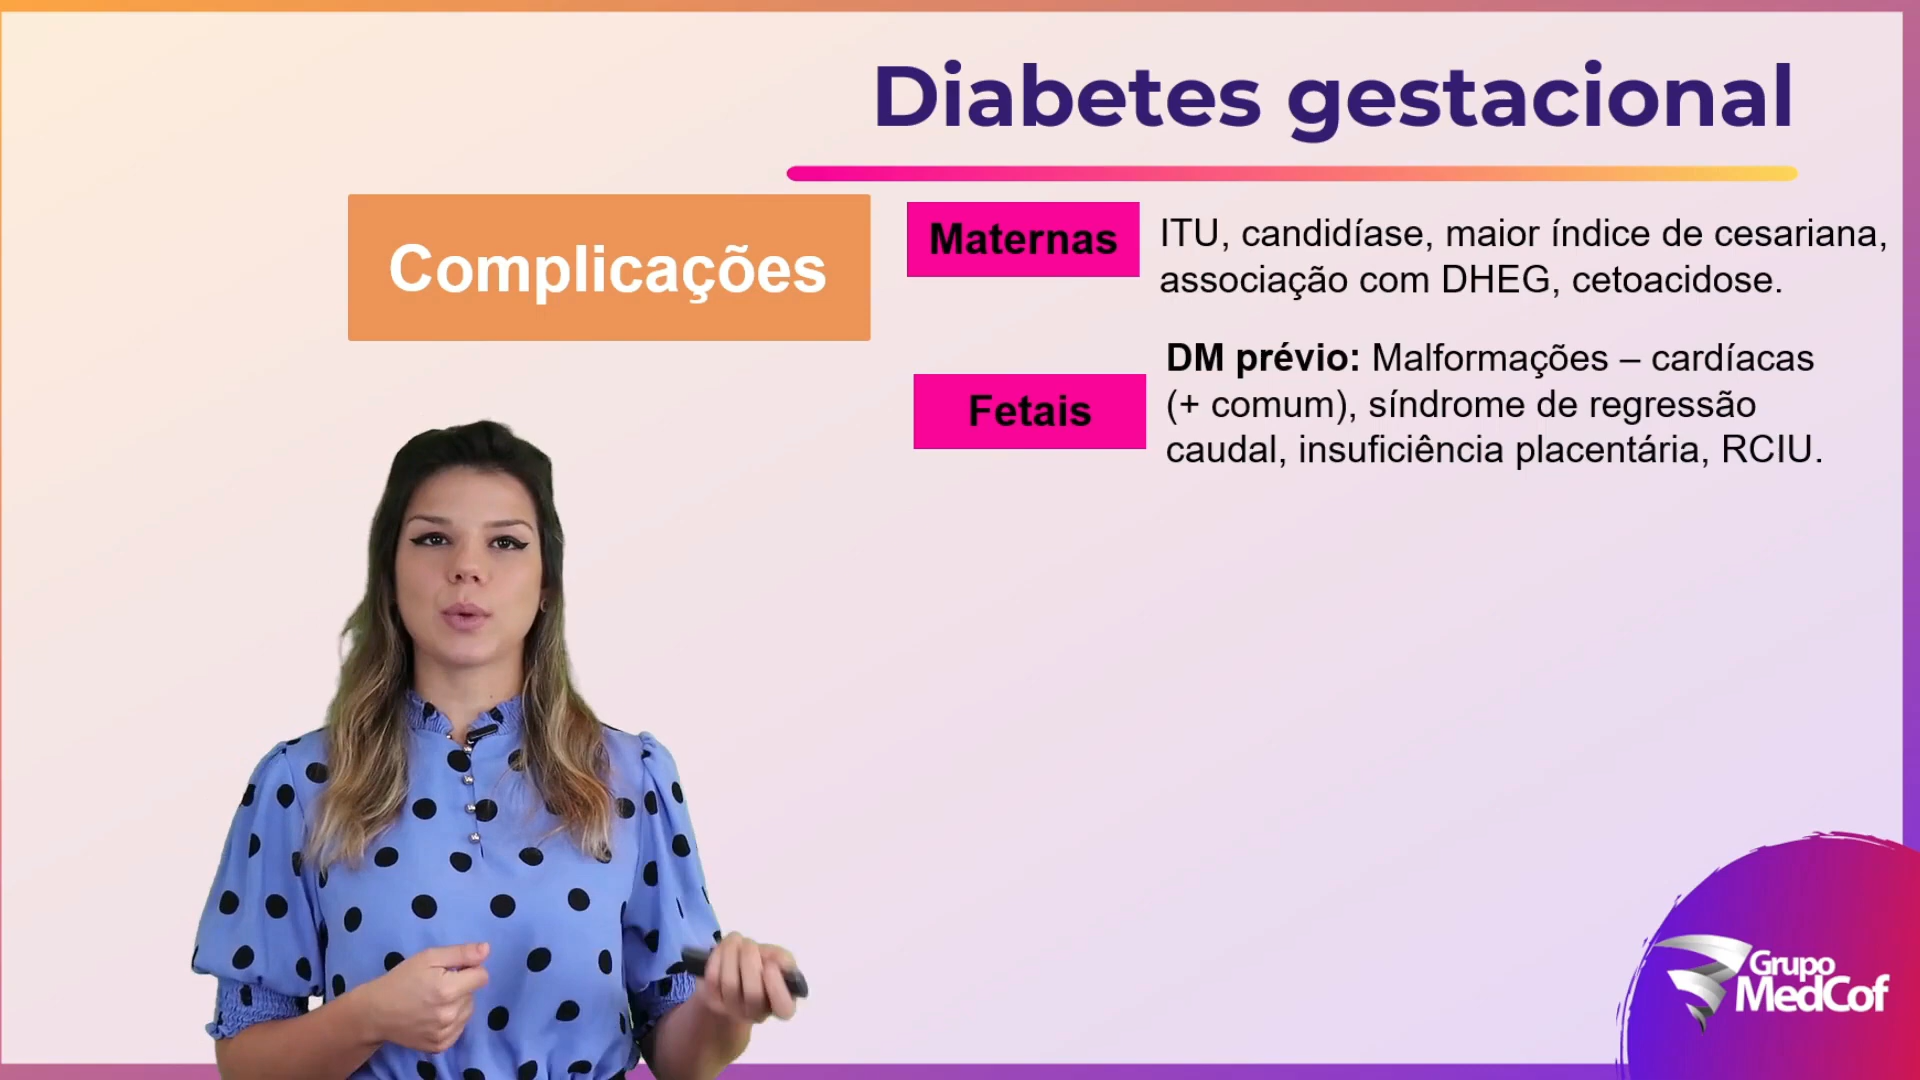 Diabetes gestacional
Complicações
Maternas
ITU, candidíase, maior índice de cesariana,
associação com DHEG, cetoacidose.
Fetais
DM prévio: Malformações – cardíacas
(+ comum), síndrome de regressão
caudal, insuficiência placentária, RCIU.
Grupo
MedCof